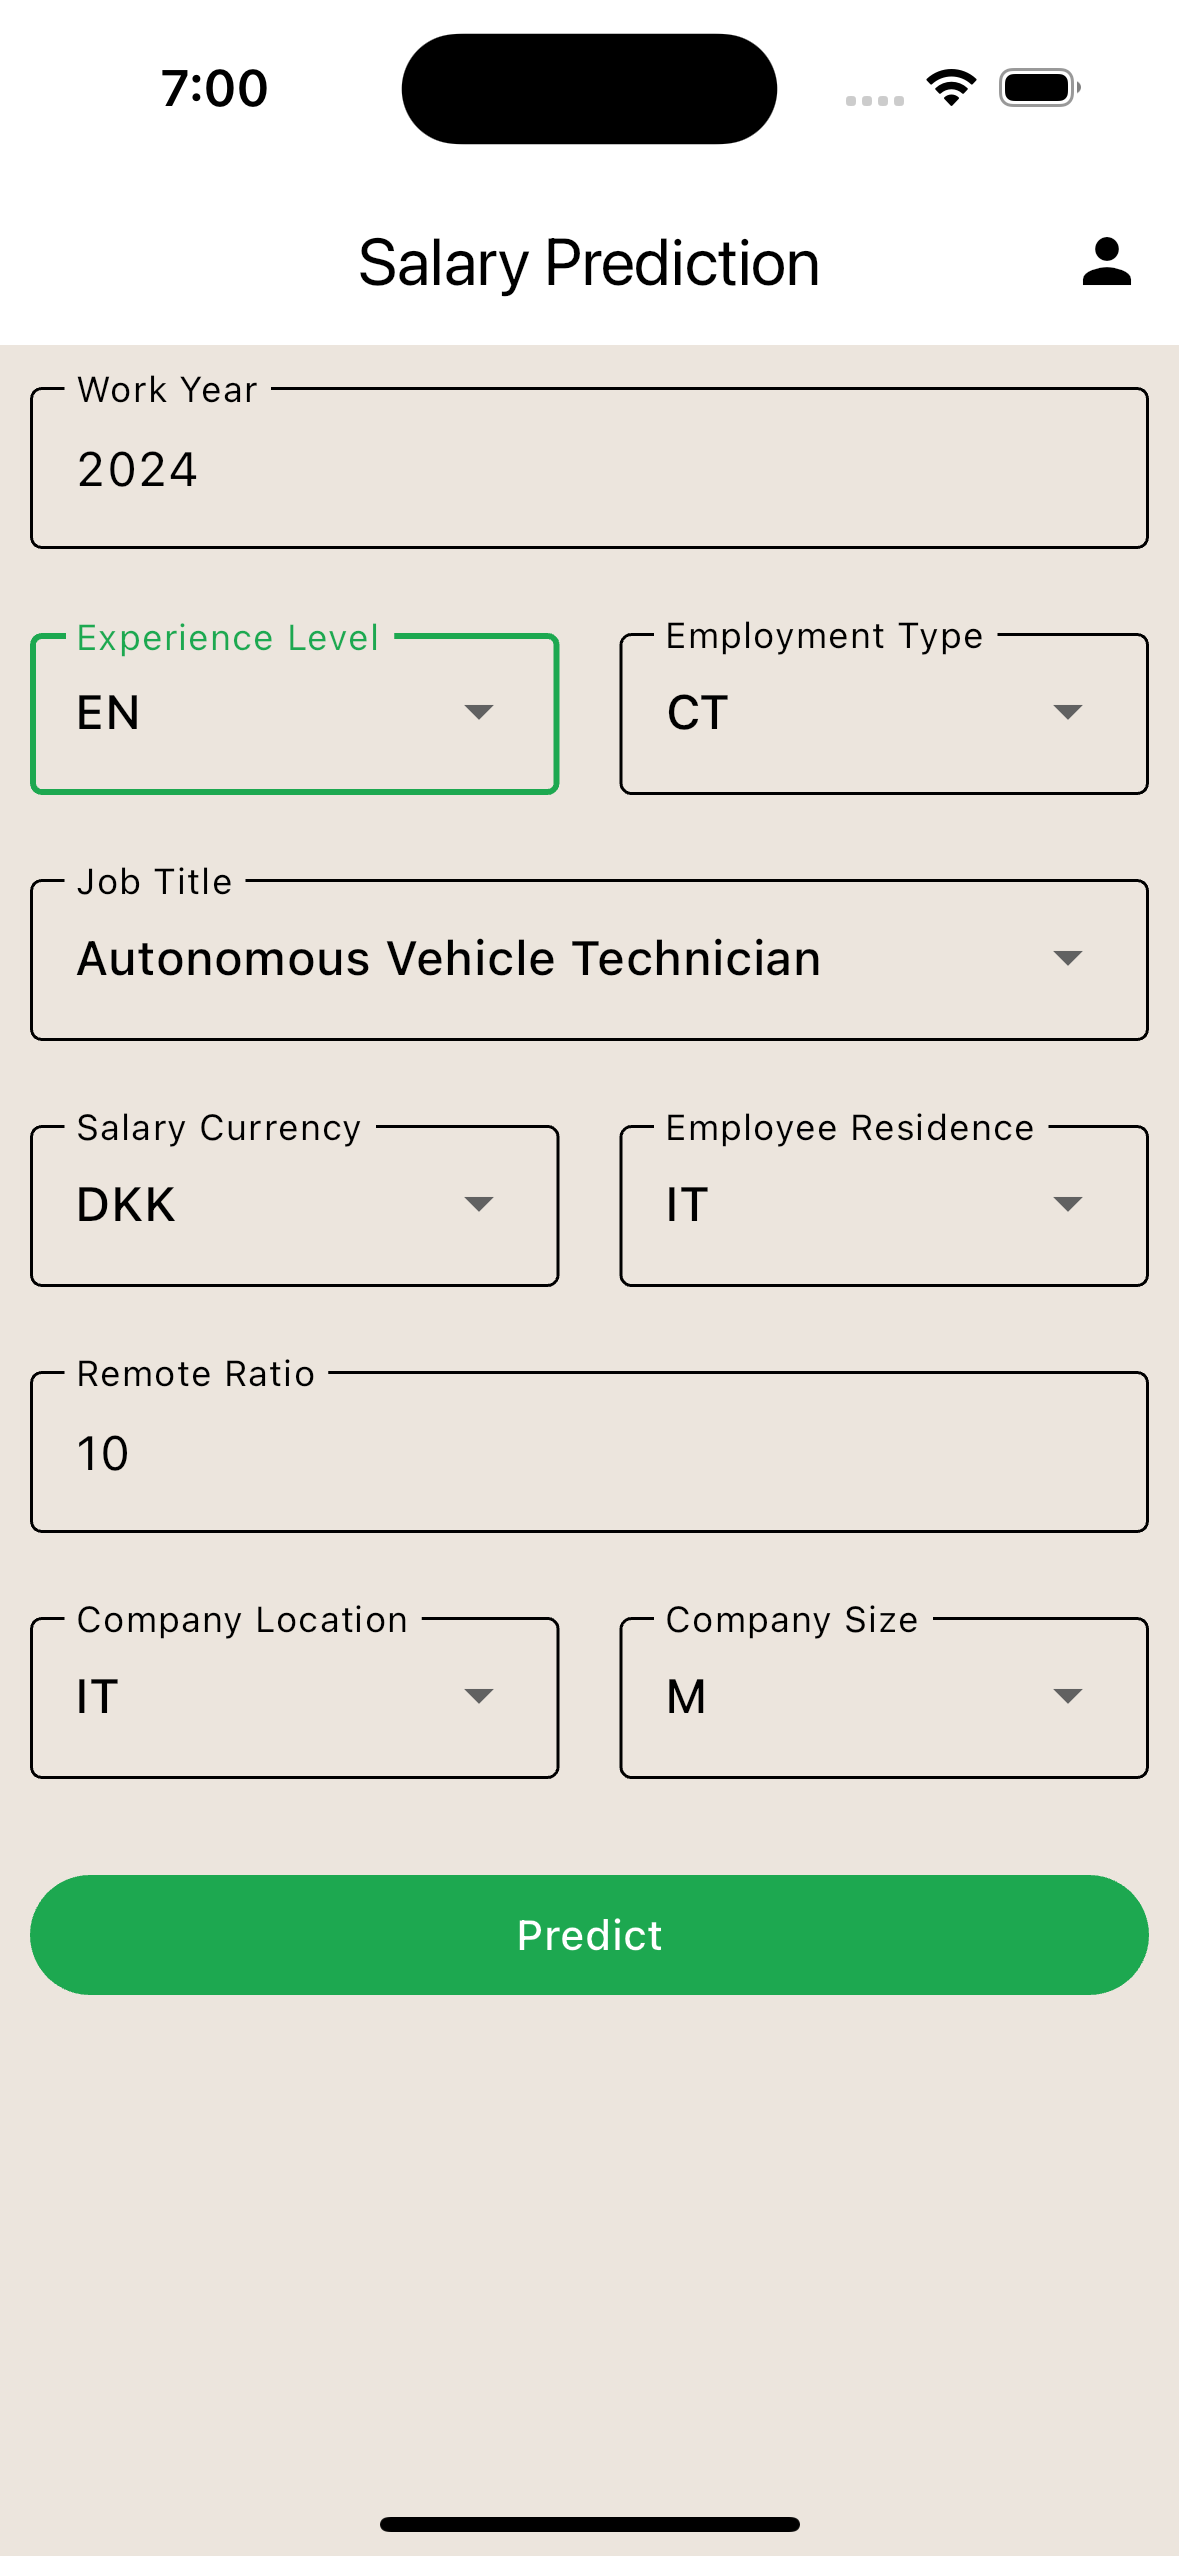 7:00
Salary Prediction
Work Year
2024
Experience Level
EN
Employment Type
CT
Job Title
Autonomous Vehicle Technician
Salary Currency
DKK
Employee Residence
IT
Remote Ratio
10
Company Location
IT
Company Size
M
Predict